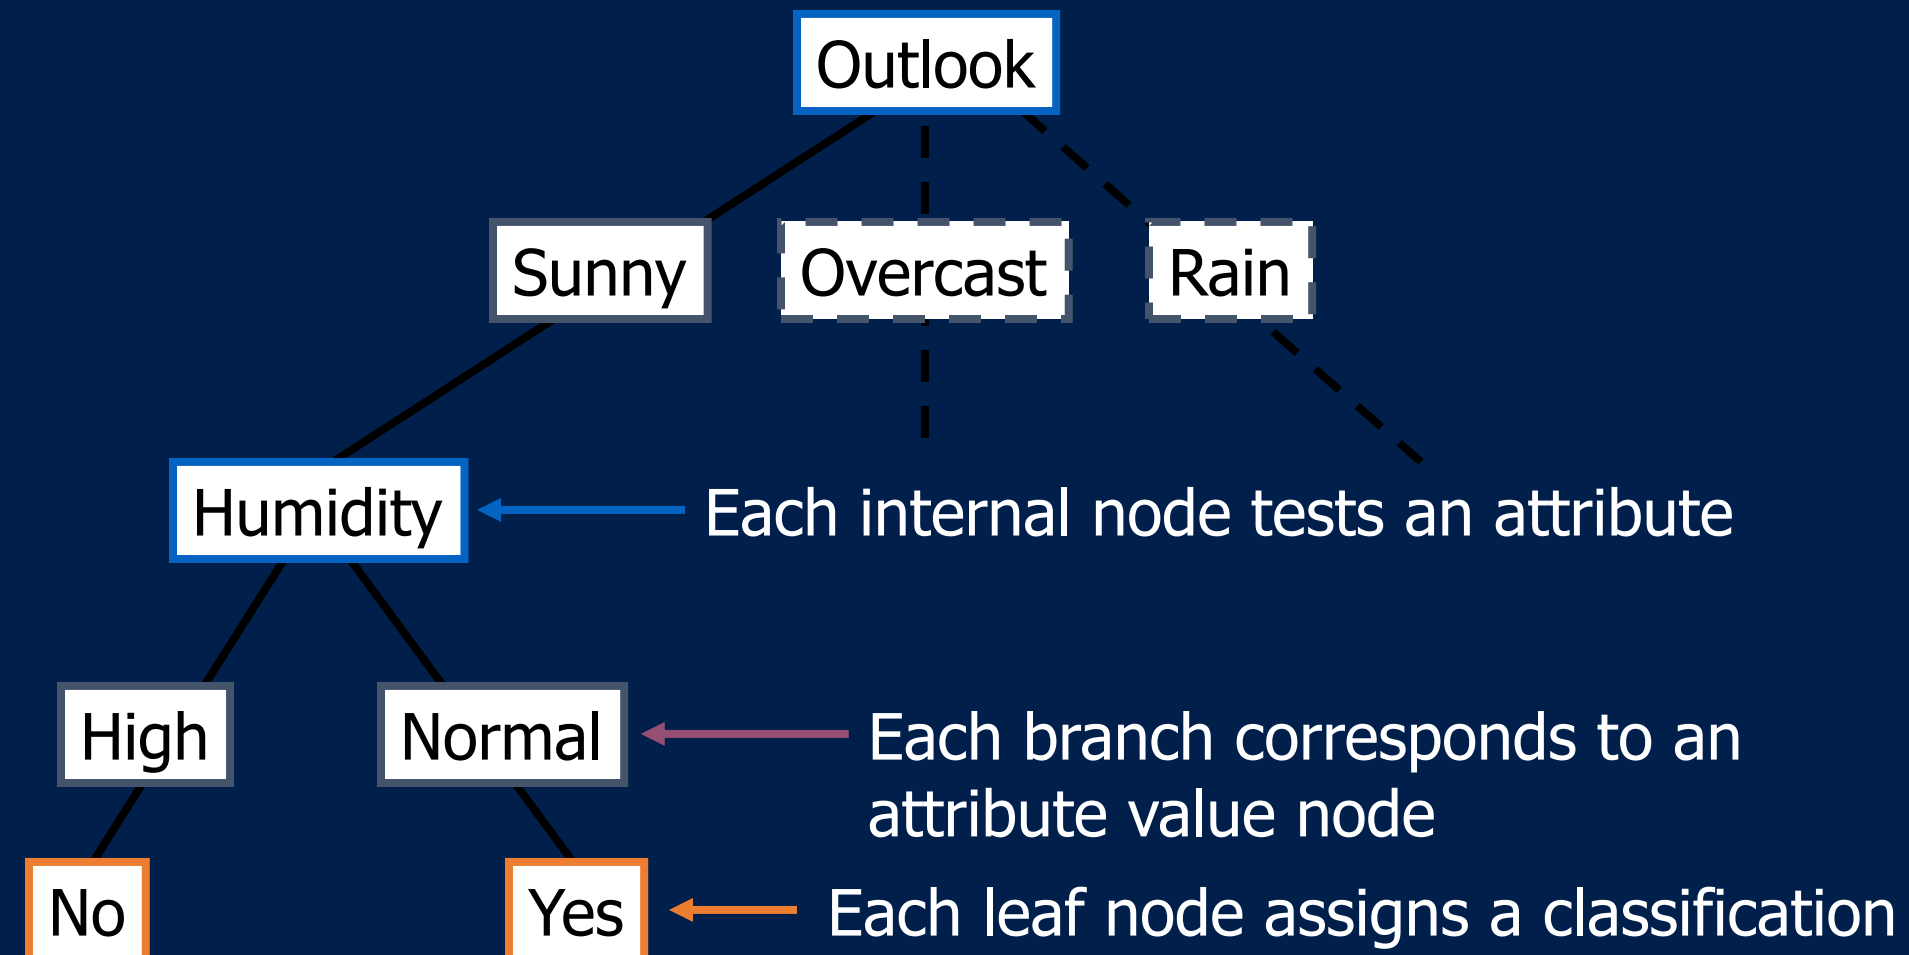 Outlook
Sunny
Overcast
Rain
Humidity
Each internal node tests an attribute
High
Normal
Each branch corresponds to an
attribute value node
No
Yes
Each leaf node assigns a classification